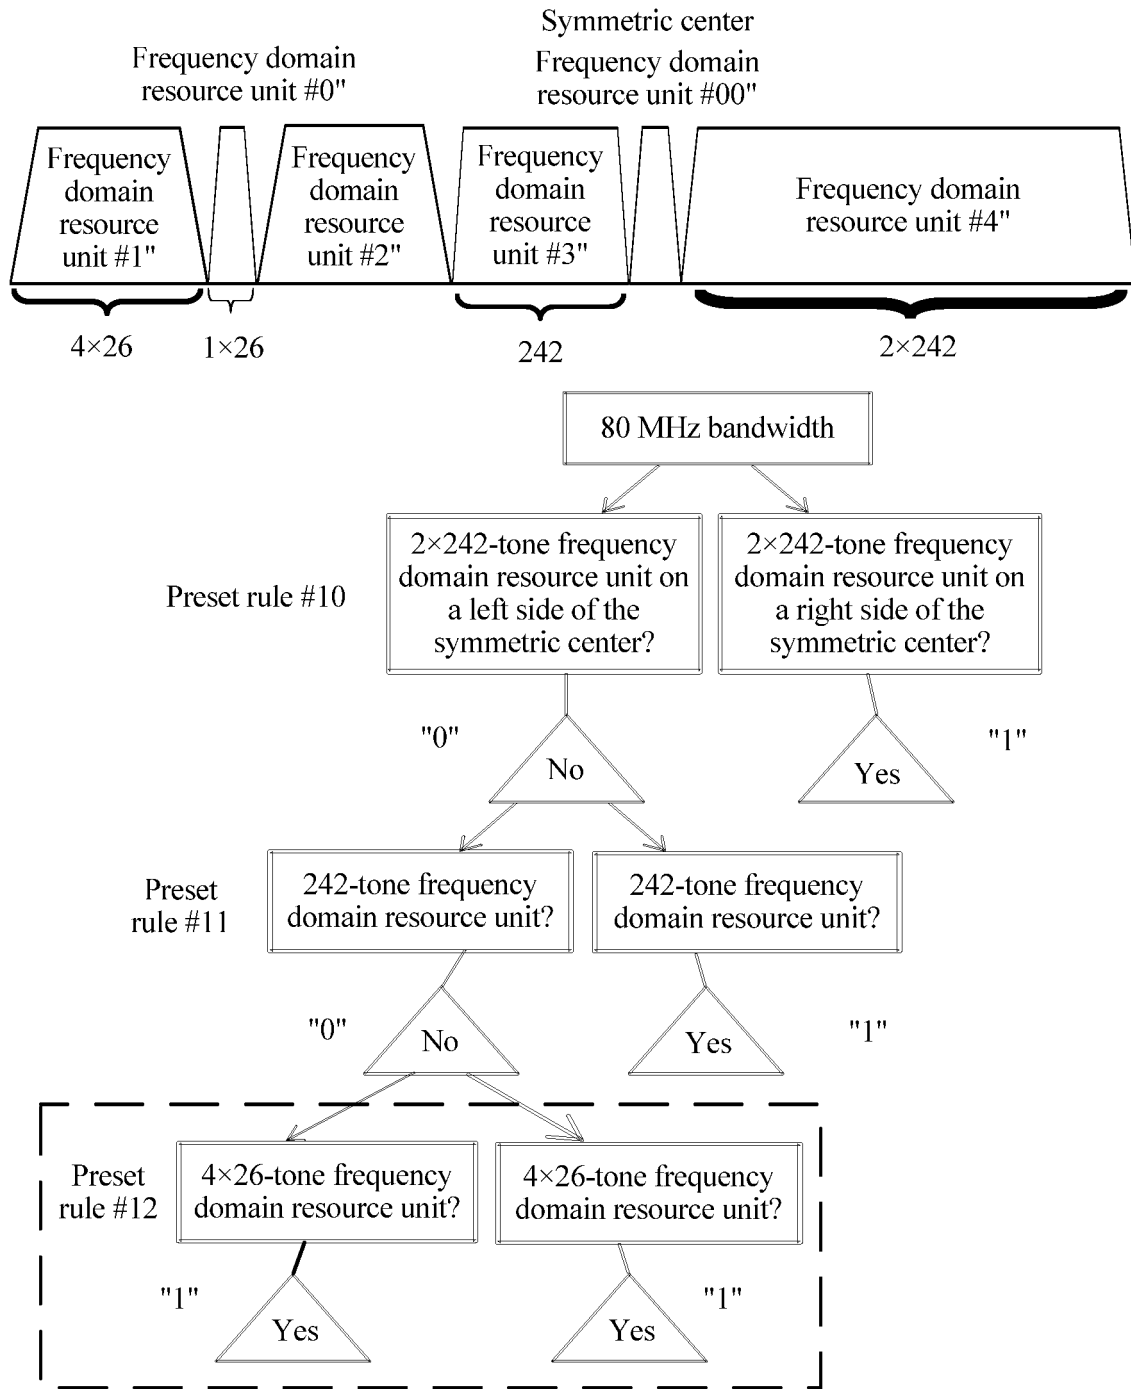 Symmetric center
Frequency domain
resource unit #0"
Frequency domain
resource unit #00"
Frequency
domain
resource
unit #1"
Frequency
domain
resource
unit #2"
Frequency
domain
resource
unit #3"
Frequency domain
resource unit #4"
4×26
1×26
242
2×242
80 MHz bandwidth
Preset rule #10
2×242-tone frequency
domain resource unit on
a left side of the
symmetric center?
2×242-tone frequency
domain resource unit on
a right side of the
symmetric center?
"0"
No
Yes
"1"
Preset
rule #11
242-tone frequency
domain resource unit?
242-tone frequency
domain resource unit?
"0"
No
Yes
"1"
Preset
rule #12
4×26-tone frequency
domain resource unit?
4×26-tone frequency
domain resource unit?
"1"
Yes
Yes
"1"